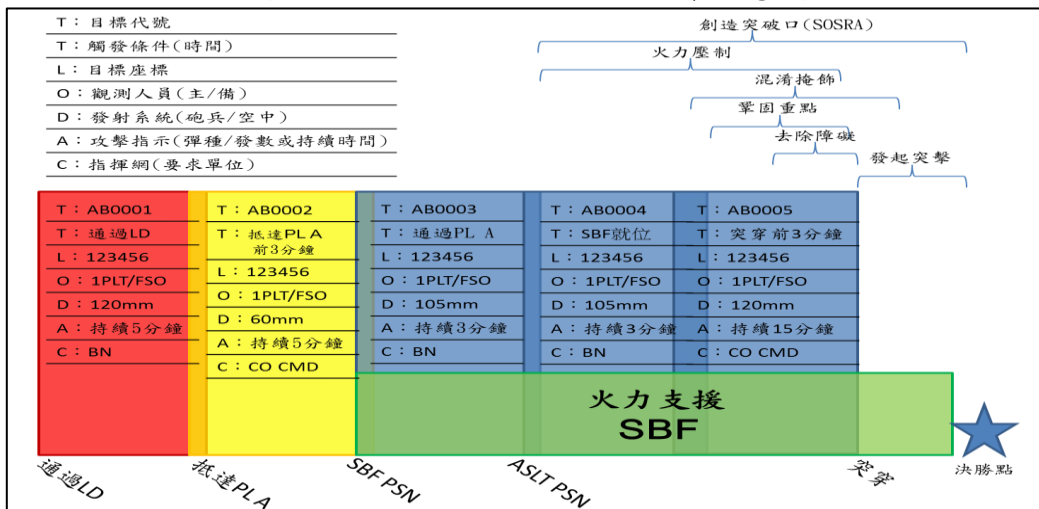 T：目標代號
T：觸發條件(時間)
L：目標座標
O：觀測人員(主/備)
D：發射系統(砲兵/空中)
A：攻擊指示(彈種/發數或持續時間)
C：指揮網(要求單位)
創造突破口(SOSRA)
火力壓制
混淆掩飾
鞏固重點
去除障礙
發起突擊
T：AB0001
T：通過LD
L：123456
O：1PLT/FSO
D：120mm
A：持續5分鐘
C：BN
T：AB0002
T：抵達PL A
前3分鐘
L：123456
O：1PLT/FSO
D：60mm
A：持續5分鐘
C：CO CMD
T：AB0003
T：通過PL A
L：123456
O：1PLT/FSO
D：105mm
A：持續3分鐘
C：BN
T：AB0004
T：SBF就位
L：123456
O：1PLT/FSO
D：105mm
A：持續3分鐘
C：BN
T：AB0005
T：突穿前3分鐘
L：123456
O：1PLT/FSO
D：120mm
A：持續15分鐘
C：CO CMD
火力支援
SBF
通過LD
抵達PL A
SBF PSN
ASLT PSN
突穿
決勝點